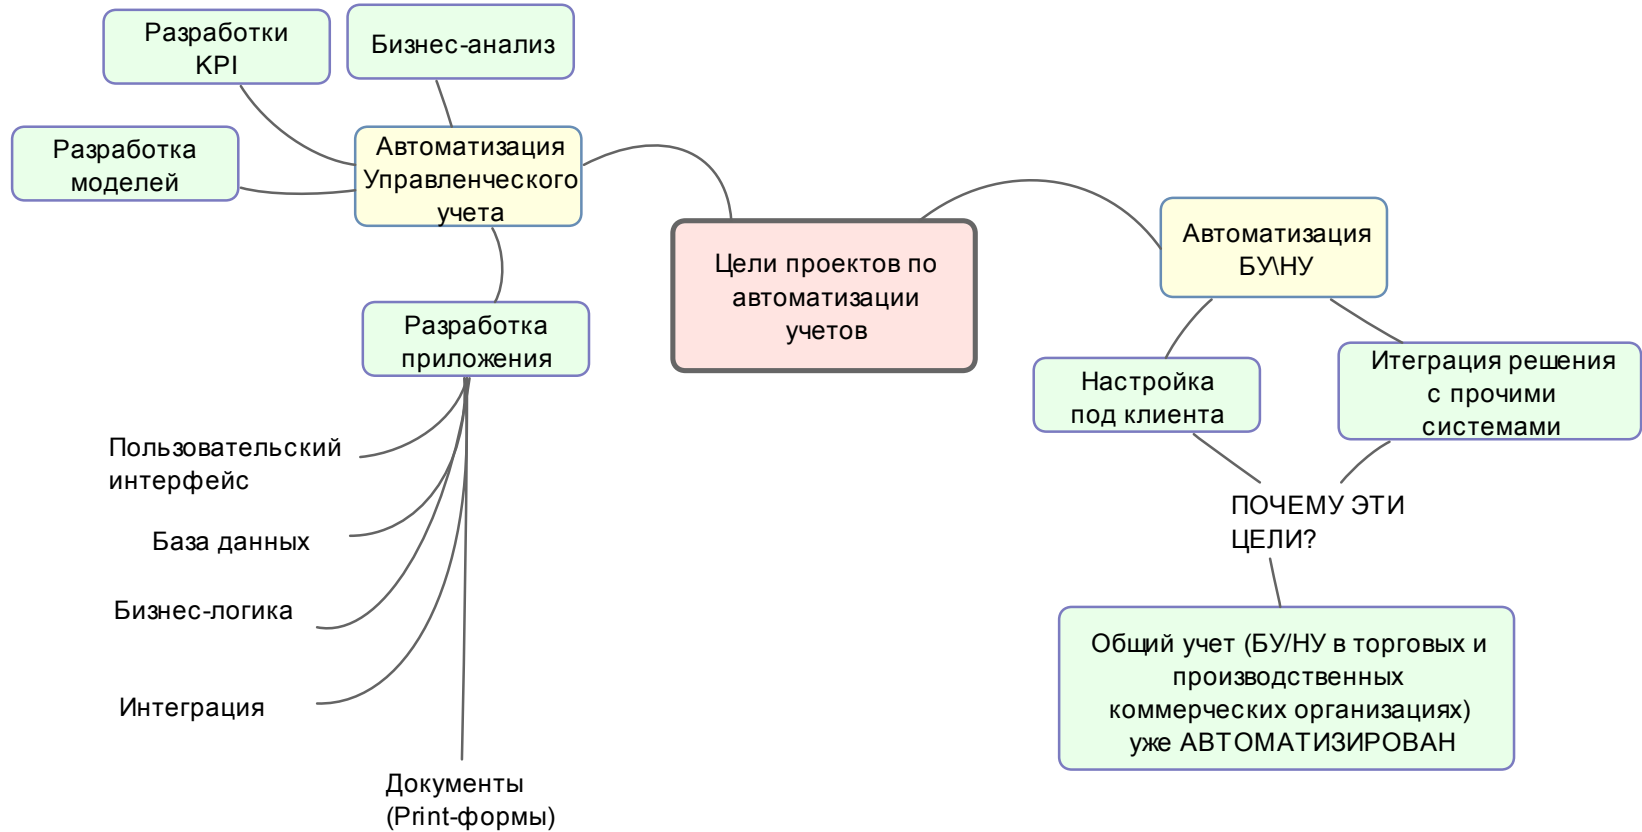 Разработки
KPI
Бизнес-анализ
Разработка
моделей
Автоматизация
Управленческого
учета
Цели проектов по
автоматизации
учетов
Автоматизация
БУ\НУ
Разработка
приложения
Настройка
под клиента
Итеграция решения
с прочими
системами
Пользовательский
интерфейс
База данных
Бизнес-логика
Интеграция
Документы
(Print-формы)
ПОЧЕМУ ЭТИ
ЦЕЛИ?
Общий учет (БУ/НУ в торговых и
производственных
коммерческих организациях)
уже АВТОМАТИЗИРОВАН